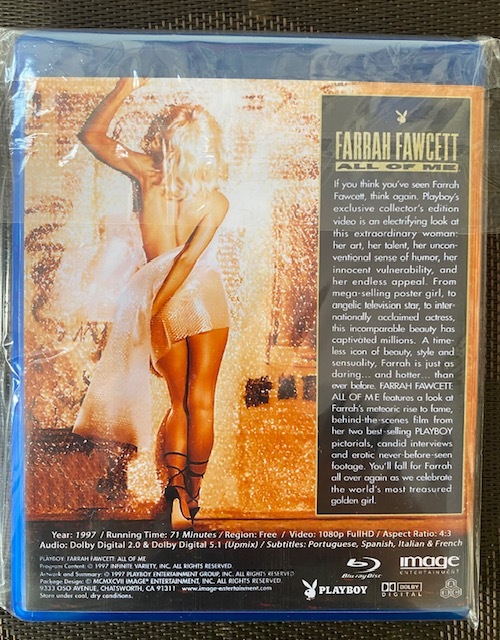 FARRAH FAWCETT
ALL OF ME
If you think you've seen Farrah
Fawcett, think again. Playboy's
exclusive collector's edition
video is an electrifying look at
this extraordinary woman:
her art, her talent, her uncon-
ventional sense of humor, her
innocent vulnerability, and
her endless appeal. From
mega-selling poster girl, to
angelic television star, to inter-
nationally acclaimed actress,
this incomparable beauty has
captivated millions. A time-
less icon of beauty, style and
sensuality, Farrah is just as
daring... and hotter... than
ever before. FARRAH FAWCETT:
ALL OF ME features a look at
Farrah's meteoric rise to fame,
behind-the-scenes film from
her two best-selling PLAYBOY
pictorials, candid interviews
and erotic never-before-seen
footage. You'll fall for Farrah
all over again as we celebrate
the world's most treasured
golden girl.
Year: 1997 / Running Time: 71 Minutes / Region: Free / Video: 1080p FullHD / Aspect Ratio: 4:3
Audio: Dolby Digital 2.0 & Dolby Digital 5.1 (Upmix) / Subtitles: Portuguese, Spanish, Italian & French
PLAYBOY: FARRAH FAWCETT: ALL OF ME
Program Content: © 1997 INFINITE VARIETY, INC. ALL RIGHTS RESERVED.
Artwork and Summary © 1997 PLAYBOY ENTERTAINMENT GROUP, INC. ALL RIGHTS RESERVED
Package Design: © MCMXCVII IMAGE® ENTERTAINMENT, INC. ALL RIGHTS RESERVED
9333 OSO AVENUE, CHATSWORTH, CA 91311 www.image-entertainment.com
Store under cool, dry conditions.
PLAYBOY
Blu-ray Disc
image
ENTERTAINMENT
DOLBY
DIGITAL